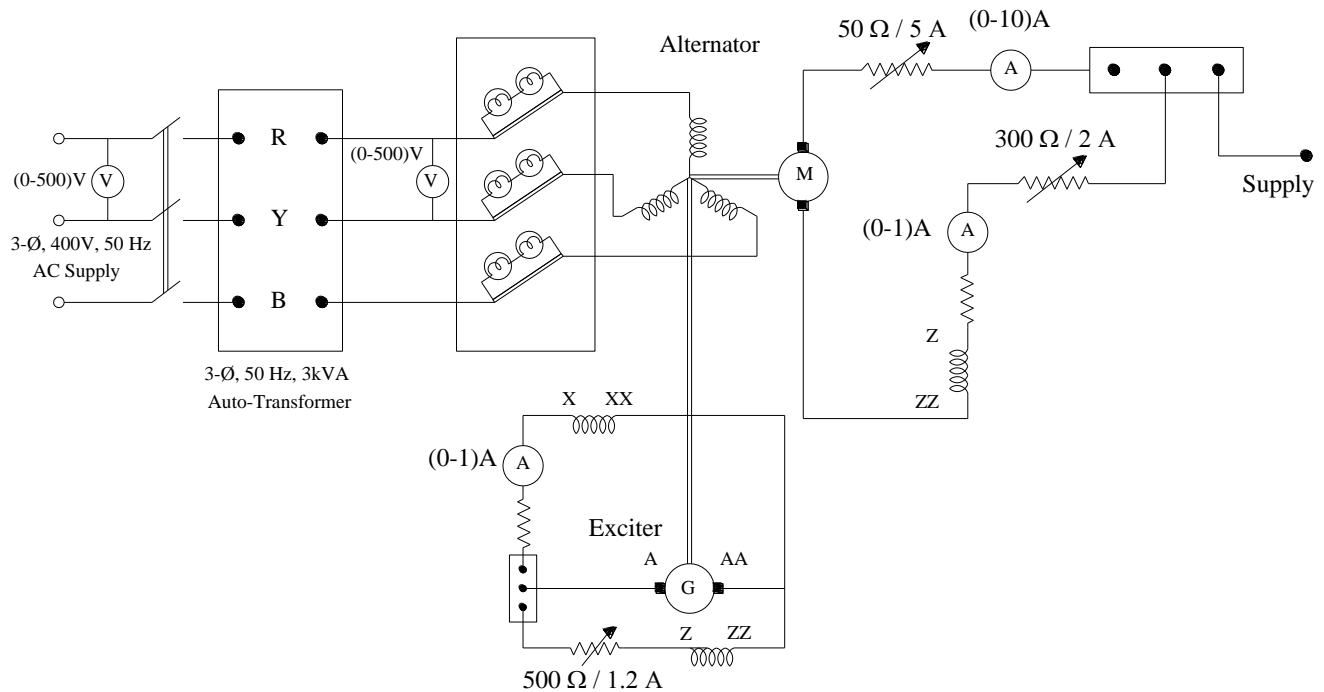 Alternator
50 Ω / 5 A
(0-10)A
A
R
(0-500)V
V
(0-500)V
V
M
300 Ω / 2 A
Supply
Y
3-Ø, 400V, 50 Hz
AC Supply
(0-1)A
A
B
Z
ZZ
3-Ø, 50 Hz, 3kVA
Auto-Transformer
X
XX
(0-1)A
A
Exciter
A
AA
G
Z
ZZ
500 Ω / 1.2 A